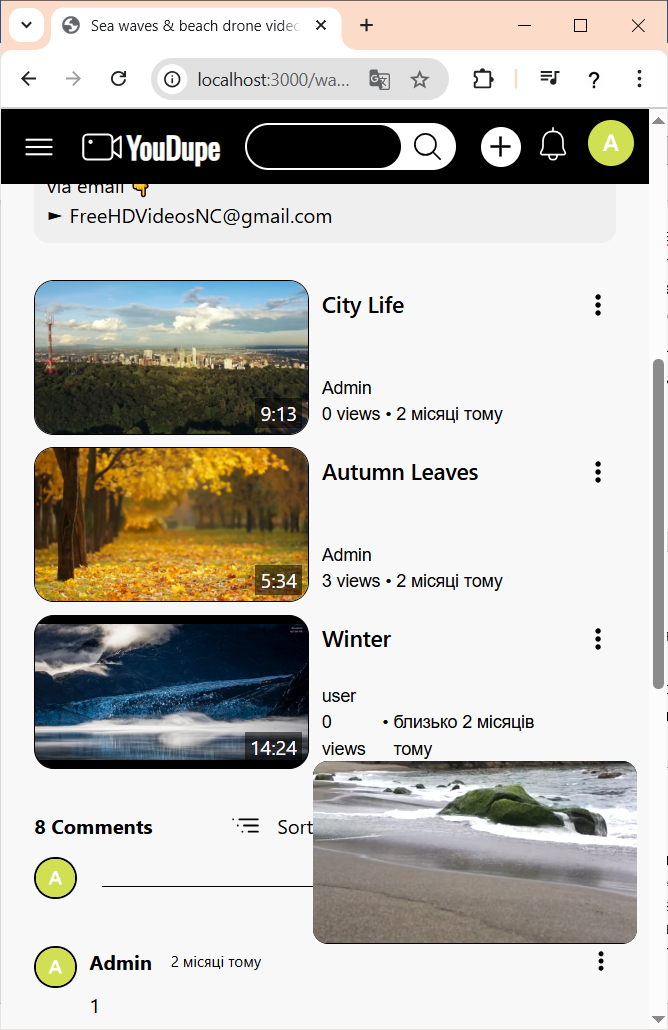 Sea waves & beach drone video
localhost:3000/wa...
YouDupe
A
via email 👇
► FreeHDVideosNC@gmail.com
9:13
City Life
Admin
0 views • 2 місяці тому
5:34
Autumn Leaves
Admin
3 views • 2 місяці тому
14:24
Winter
user
0 views • близько 2 місяців тому
8 Comments
Sort
A
A
Admin 2 місяці тому
1